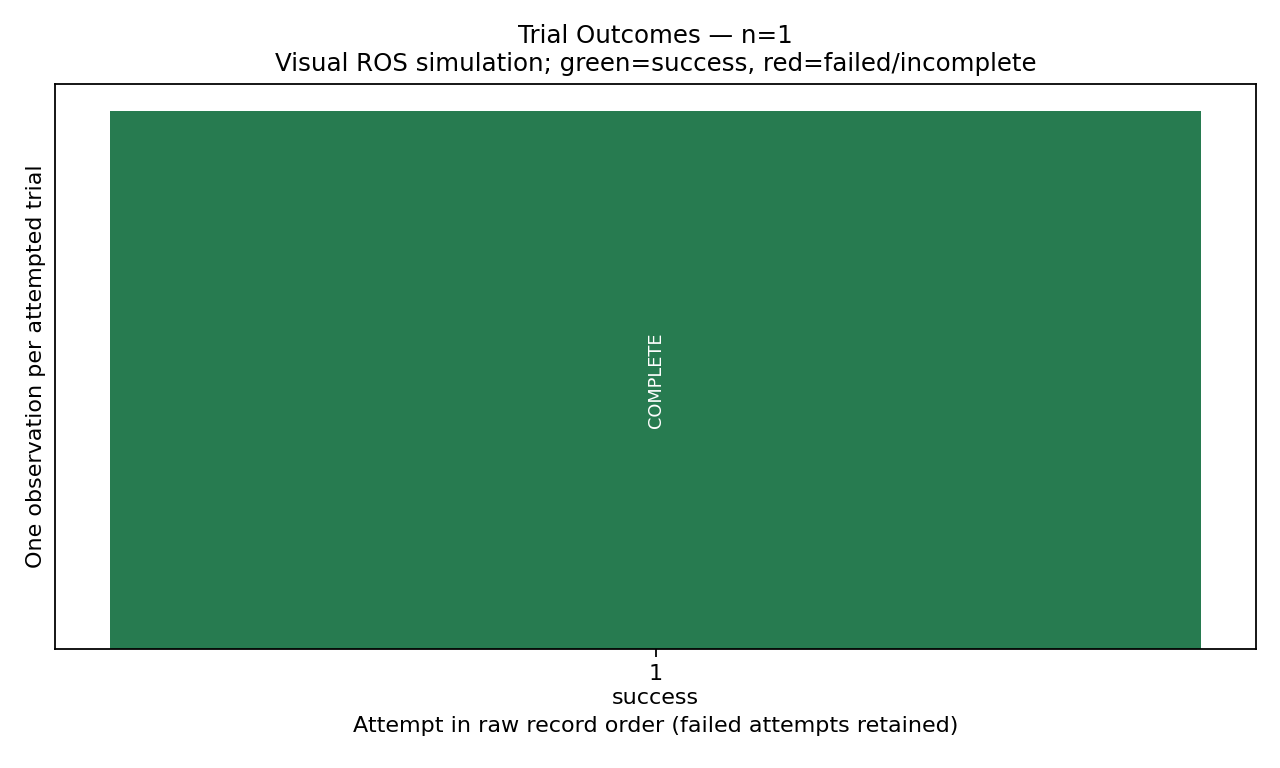 Trial Outcomes — n=1
Visual ROS simulation; green=success, red=failed/incomplete
One observation per attempted trial
COMPLETE
1
success
Attempt in raw record order (failed attempts retained)